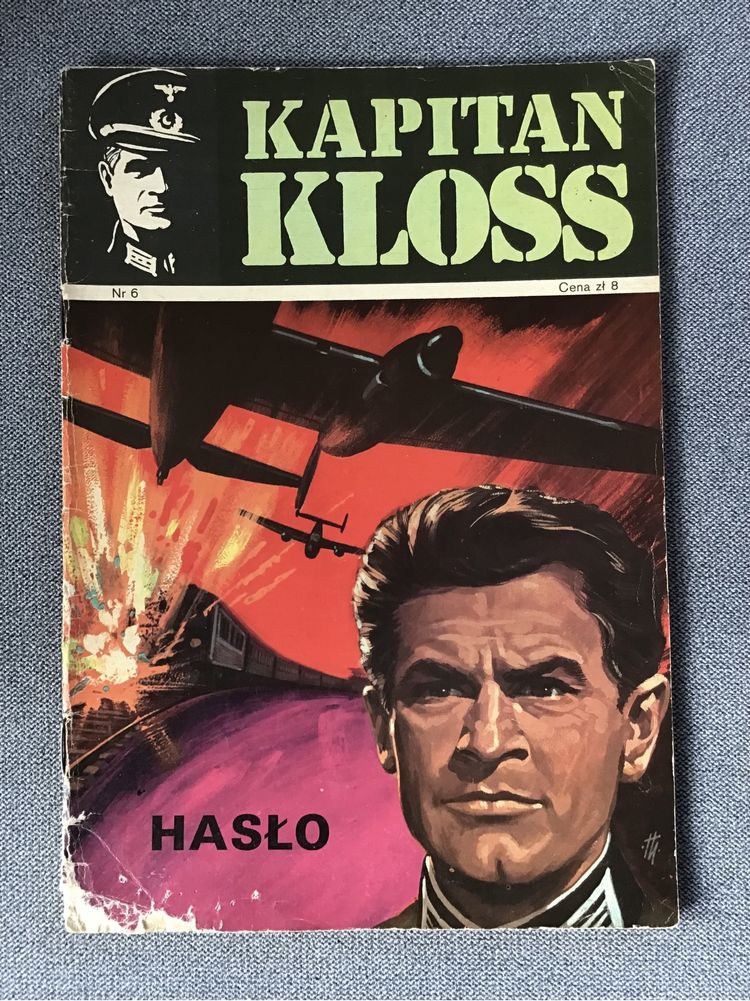 KAPITAN
KLOSS
Nr 6
Cena zł 8
HASŁO